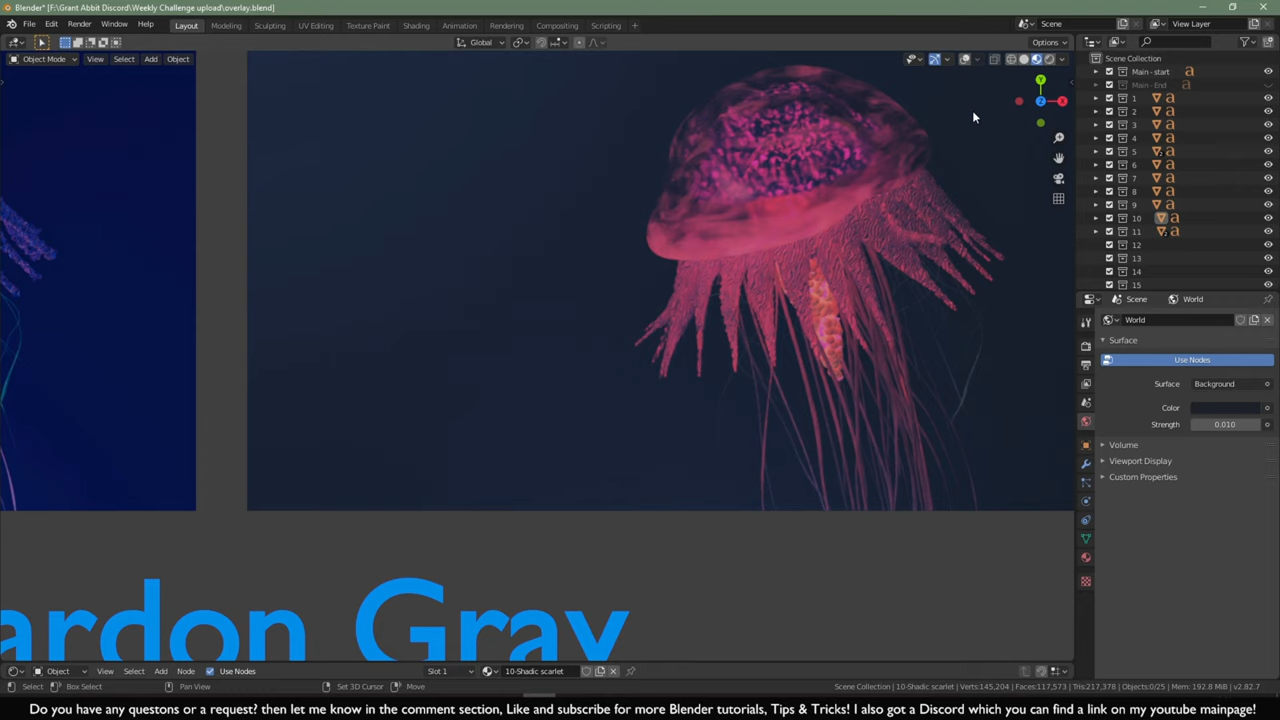 Blender* [F:\Grant Abbit Discord\Weekly Challenge upload\overlay.blend]
File Edit Render Window Help Layout Modeling Sculpting UV Editing Texture Paint Shading Animation Rendering Compositing Scripting + Scene View Layer
Global Options
Object Mode View Select Add Object
Scene Collection
Main - start
Main - End
1
2
3
4
5
6
7
8
9
10
11
12
13
14
15
Y
Z
X
Scene World
World
Surface
Use Nodes
Surface Background
Color
Strength 0.010
Volume
Viewport Display
Custom Properties
ardon Gray
Object View Select Add Node Use Nodes Slot 1 10-Shadic scarlet
Select Box Select Pan View Set 3D Cursor Move Scene Collection | 10-Shadic scarlet | Verts:145,204 | Faces:117,573 | Tris:217,378 | Objects:0/25 | Mem: 192.8 MiB | v2.82.7
Do you have any questons or a request? then let me know in the comment section, Like and subscribe for more Blender tutorials, Tips & Tricks! I also got a Discord which you can find a link on my youtube mainpage!